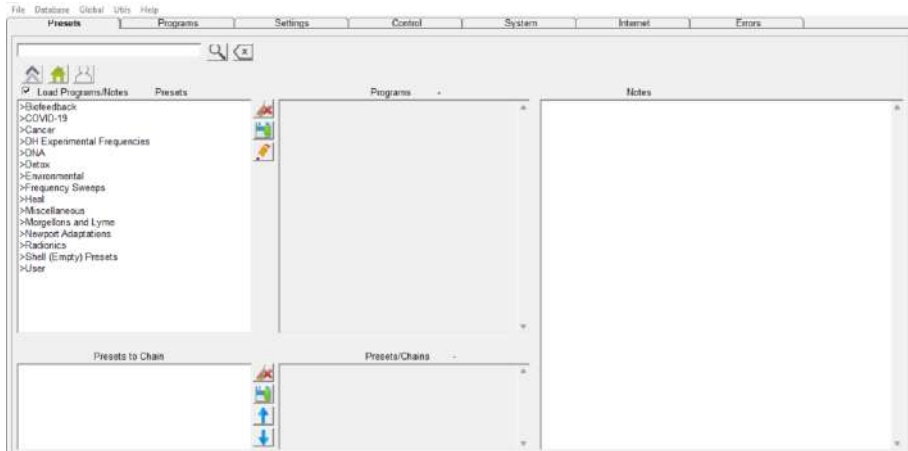 File Database Global Utils Help
Presets Programs Settings Control System Internet Errors
Load Programs/Notes Presets Programs - Notes
>Biofeedback
>COVID-19
>Cancer
>DH Experimental Frequencies
>DNA
>Detox
>Environmental
>Frequency Sweeps
>Heal
>Miscellaneous
>Morgellons and Lyme
>Newport Adaptations
>Radionics
>Shell (Empty) Presets
>User
Presets to Chain Presets/Chains -